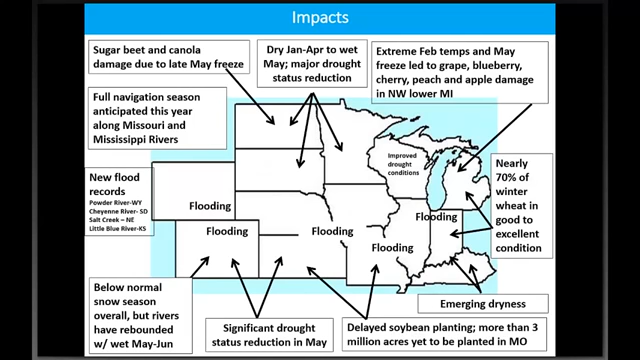 Impacts
Sugar beet and canola
damage due to late May freeze
Dry Jan-Apr to wet
May; major drought
status reduction
Extreme Feb temps and May
freeze led to grape, blueberry,
cherry, peach and apple damage
in NW lower MI
Full navigation season
anticipated this year
along Missouri and
Mississippi Rivers
Improved
drought
conditions
New flood
records
Powder River-WY
Cheyenne River- SD
Salt Creek – NE
Little Blue River-KS
Nearly
70% of
winter
wheat in
good to
excellent
condition
Flooding
Flooding
Flooding
Flooding
Flooding
Below normal
snow season
overall, but rivers
have rebounded
w/ wet May-Jun
Significant drought
status reduction in May
Delayed soybean planting; more than 3
million acres yet to be planted in MO
Emerging dryness